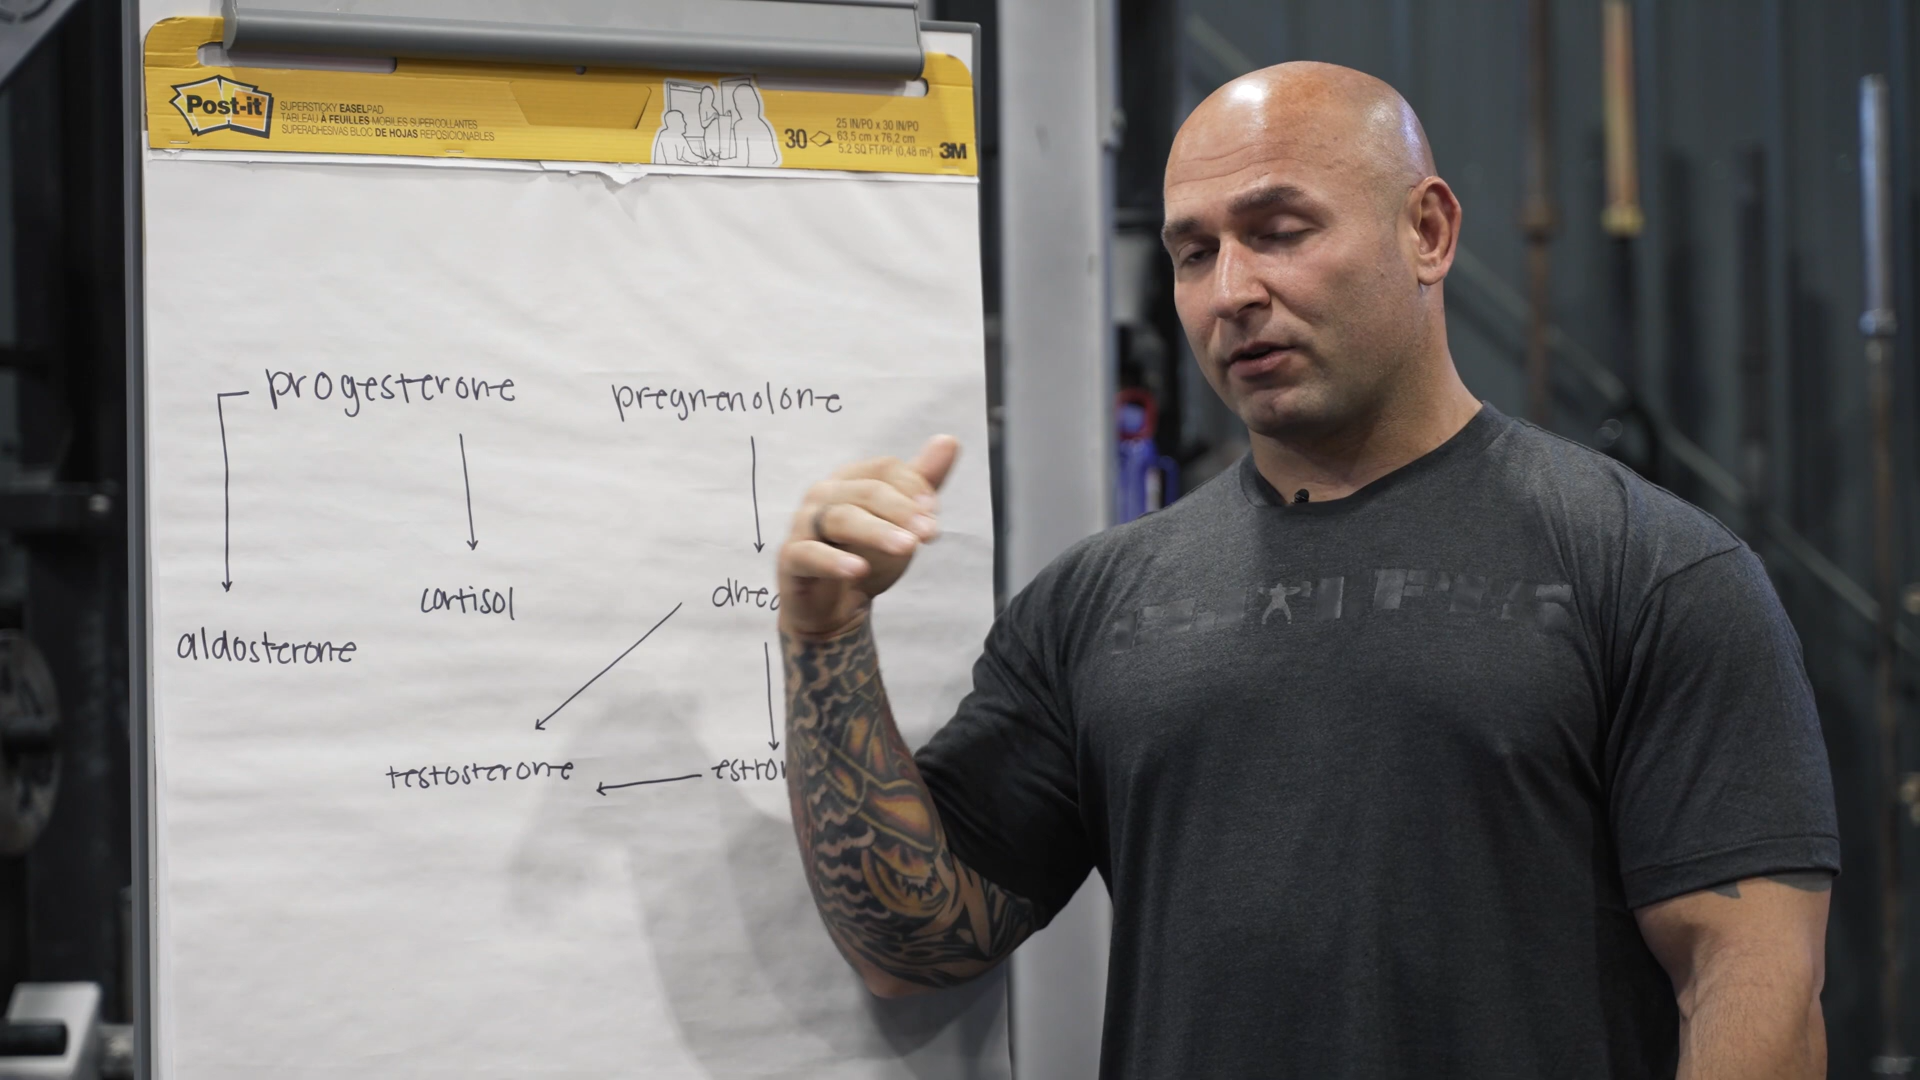 Post-it
SUPERSTICKY EASELPAD
TABLEAU À FEUILLES MOBILES SUPERCOLLANTES
SUPERADHESIVAS BLOC DE HOJAS REPOSICIONABLES
30
25 IN/PO x 30 IN/PO
63,5 cm x 76,2 cm
5.2 SQ FT/PI² (0,48 m²)
3M
progesterone pregnenolone
cortisol dhea
aldosterone
testosterone